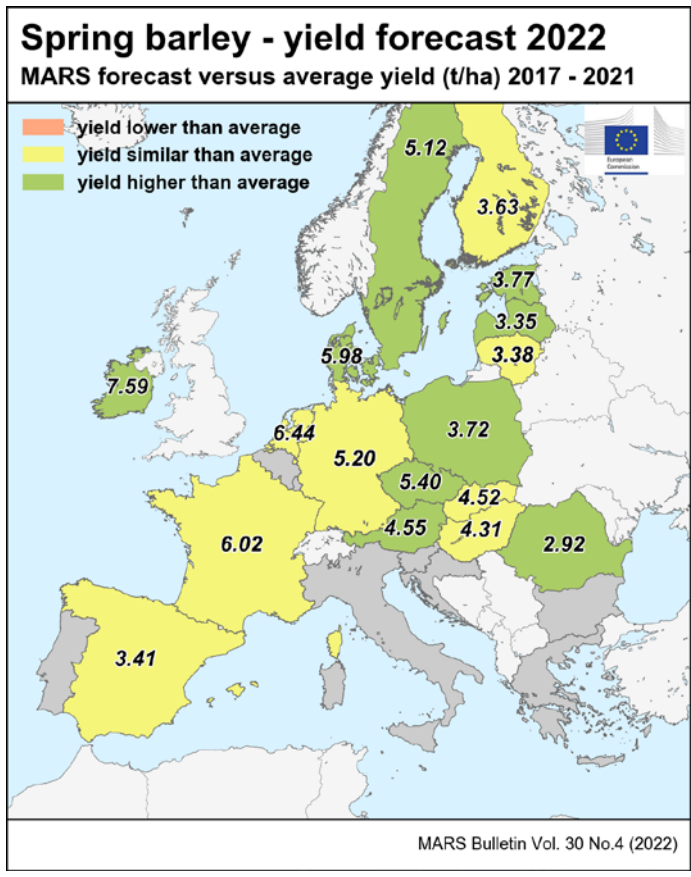 Spring barley - yield forecast 2022
MARS forecast versus average yield (t/ha) 2017 - 2021
yield lower than average
yield similar than average
yield higher than average
European
Commission
5.12
3.63
3.77
3.35
3.38
5.98
7.59
6.44
5.20
3.72
5.40
4.52
4.55
4.31
6.02
2.92
3.41
MARS Bulletin Vol. 30 No.4 (2022)